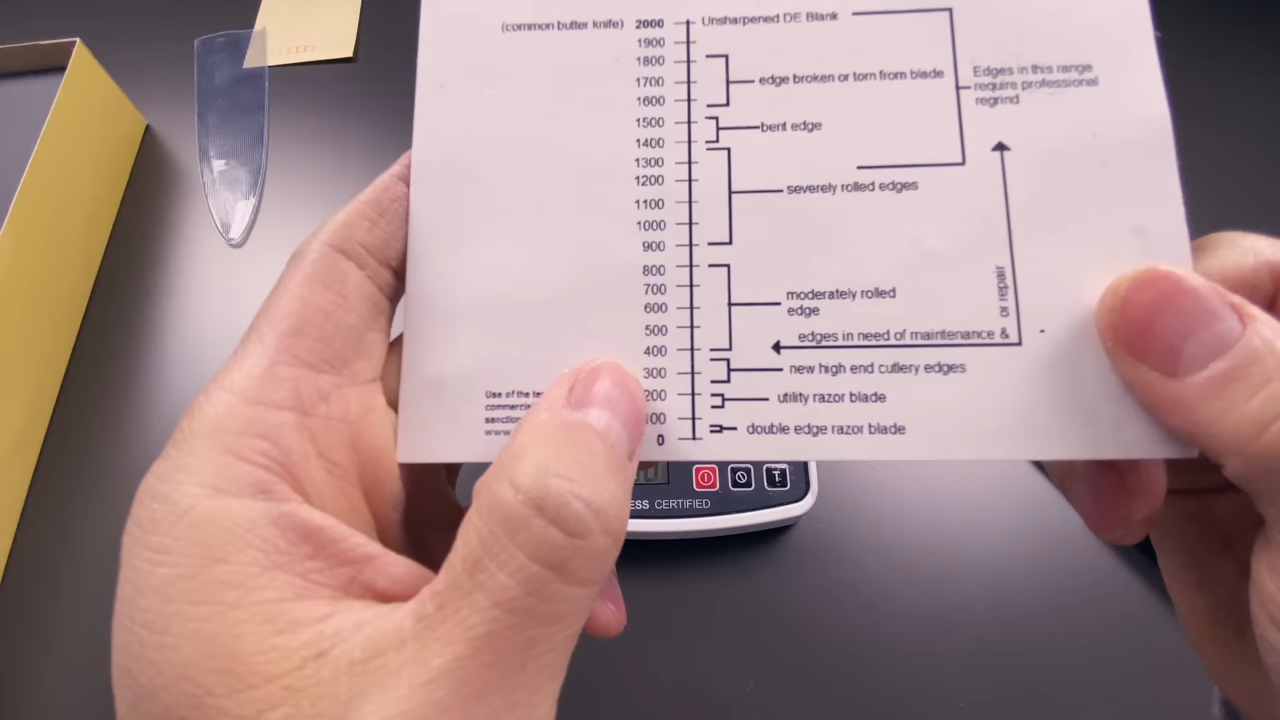 (common butter knife) 2000 Unsharpened DE Blank
1900
1800
1700 edge broken or torn from blade
1600
Edges in this range
require professional
regrind
1500 bent edge
1400
1300
1200 severely rolled edges
1100
1000
900
800
700 moderately rolled
600 edge
500
or repair
edges in need of maintenance &
400
300 new high end cutlery edges
200 utility razor blade
00
0 double edge razor blade
Use of the
commercial
sanction
www
CERTIFIED
T